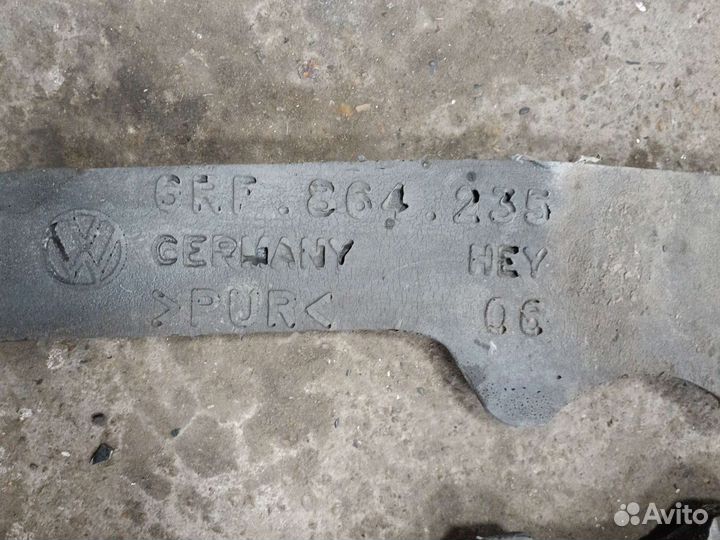 6RF.864.235
GERMANY HEY
>PUR< 06
Avito